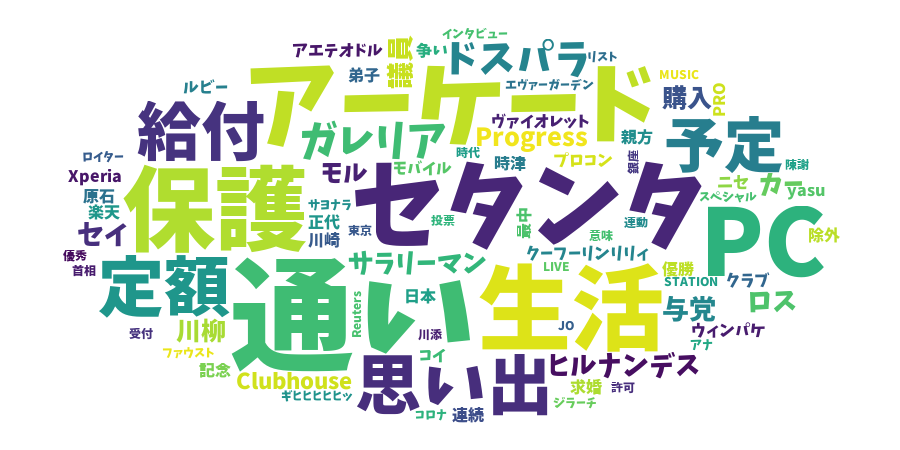 インタビュー
アエテオドル
議員
争い
ドスパラ
リスト
弟子
ルビー
アーケード
エヴァーガーデン
MUSIC
PRO
購入
給付
ガレリア
ヴァイオレット
Progress
親方
予定
ロイター
Xperia
モル
モバイル
時代
時津
プロコン
銀座
陳謝
原石
保護
セタンタ
ニセ
カー
yasu
スペシャル
楽天
サヨナラ
正代
セイ
川崎
東京
投票
最中
意味
連動
PC
除外
優秀
首相
定額
通い
サラリーマン
クーフーリンリリィ
LIVE
優勝
STATION
クラブ
生活
日本
Reuters
与党
ロス
受付
川柳
川添
JO
ウィンパケ
アナ
ファウスト
コイ
記念
Clubhouse
思い出
ヒルナンデス
求婚
許可
ギヒヒヒヒヒッ
コロナ
連続
ジラーチ